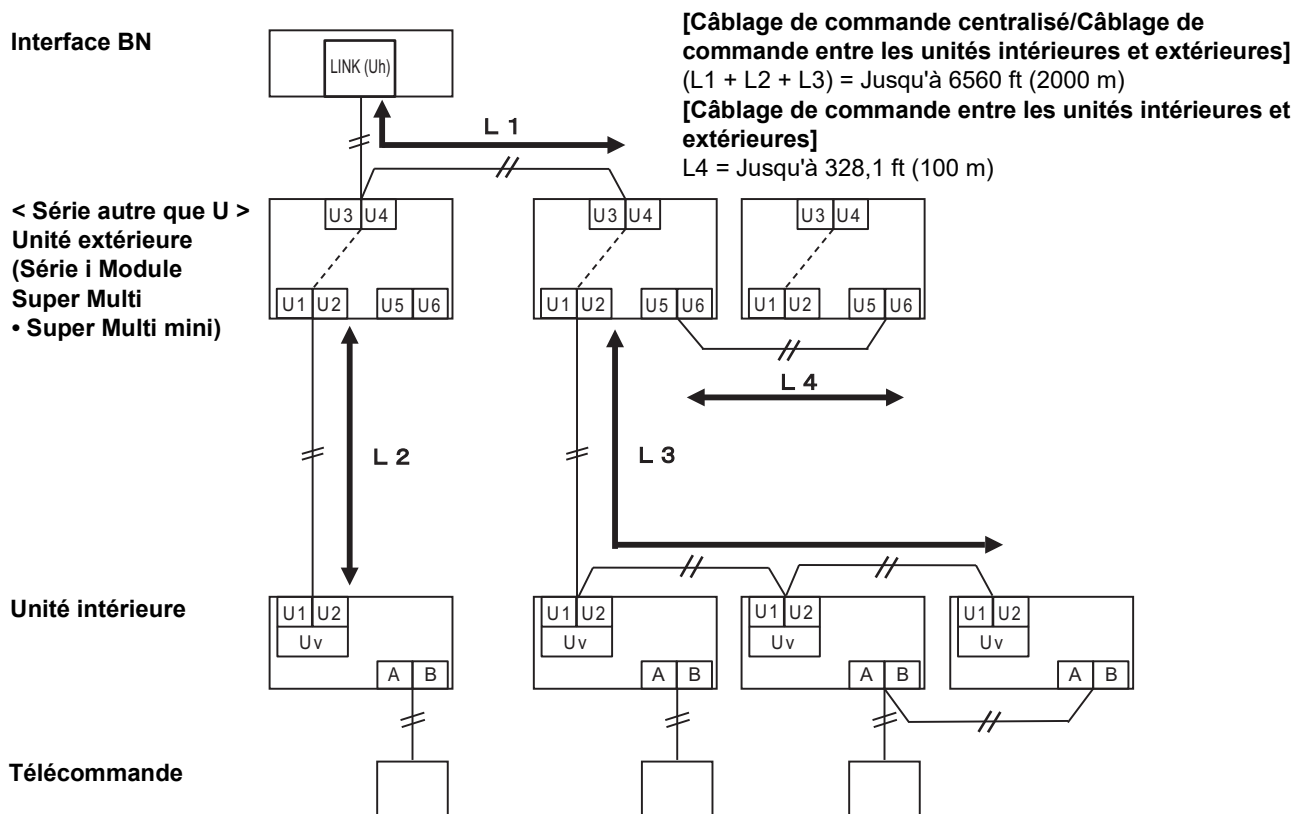 Interface BN
LINK (Uh)
[Câblage de commande centralisé/Câblage de
commande entre les unités intérieures et extérieures]
(L1 + L2 + L3) = Jusqu'à 6560 ft (2000 m)
[Câblage de commande entre les unités intérieures et
extérieures]
L4 = Jusqu'à 328,1 ft (100 m)
L 1
< Série autre que U >
Unité extérieure
(Série i Module
Super Multi
• Super Multi mini)
U3 U4
U3 U4
U3 U4
U1 U2 U5 U6
U1 U2 U5 U6
U1 U2 U5 U6
L 4
L 2
L 3
Unité intérieure
U1 U2
Uv
A B
U1 U2
Uv
A B
U1 U2
Uv
A B
U1 U2
Uv
A B
Télécommande